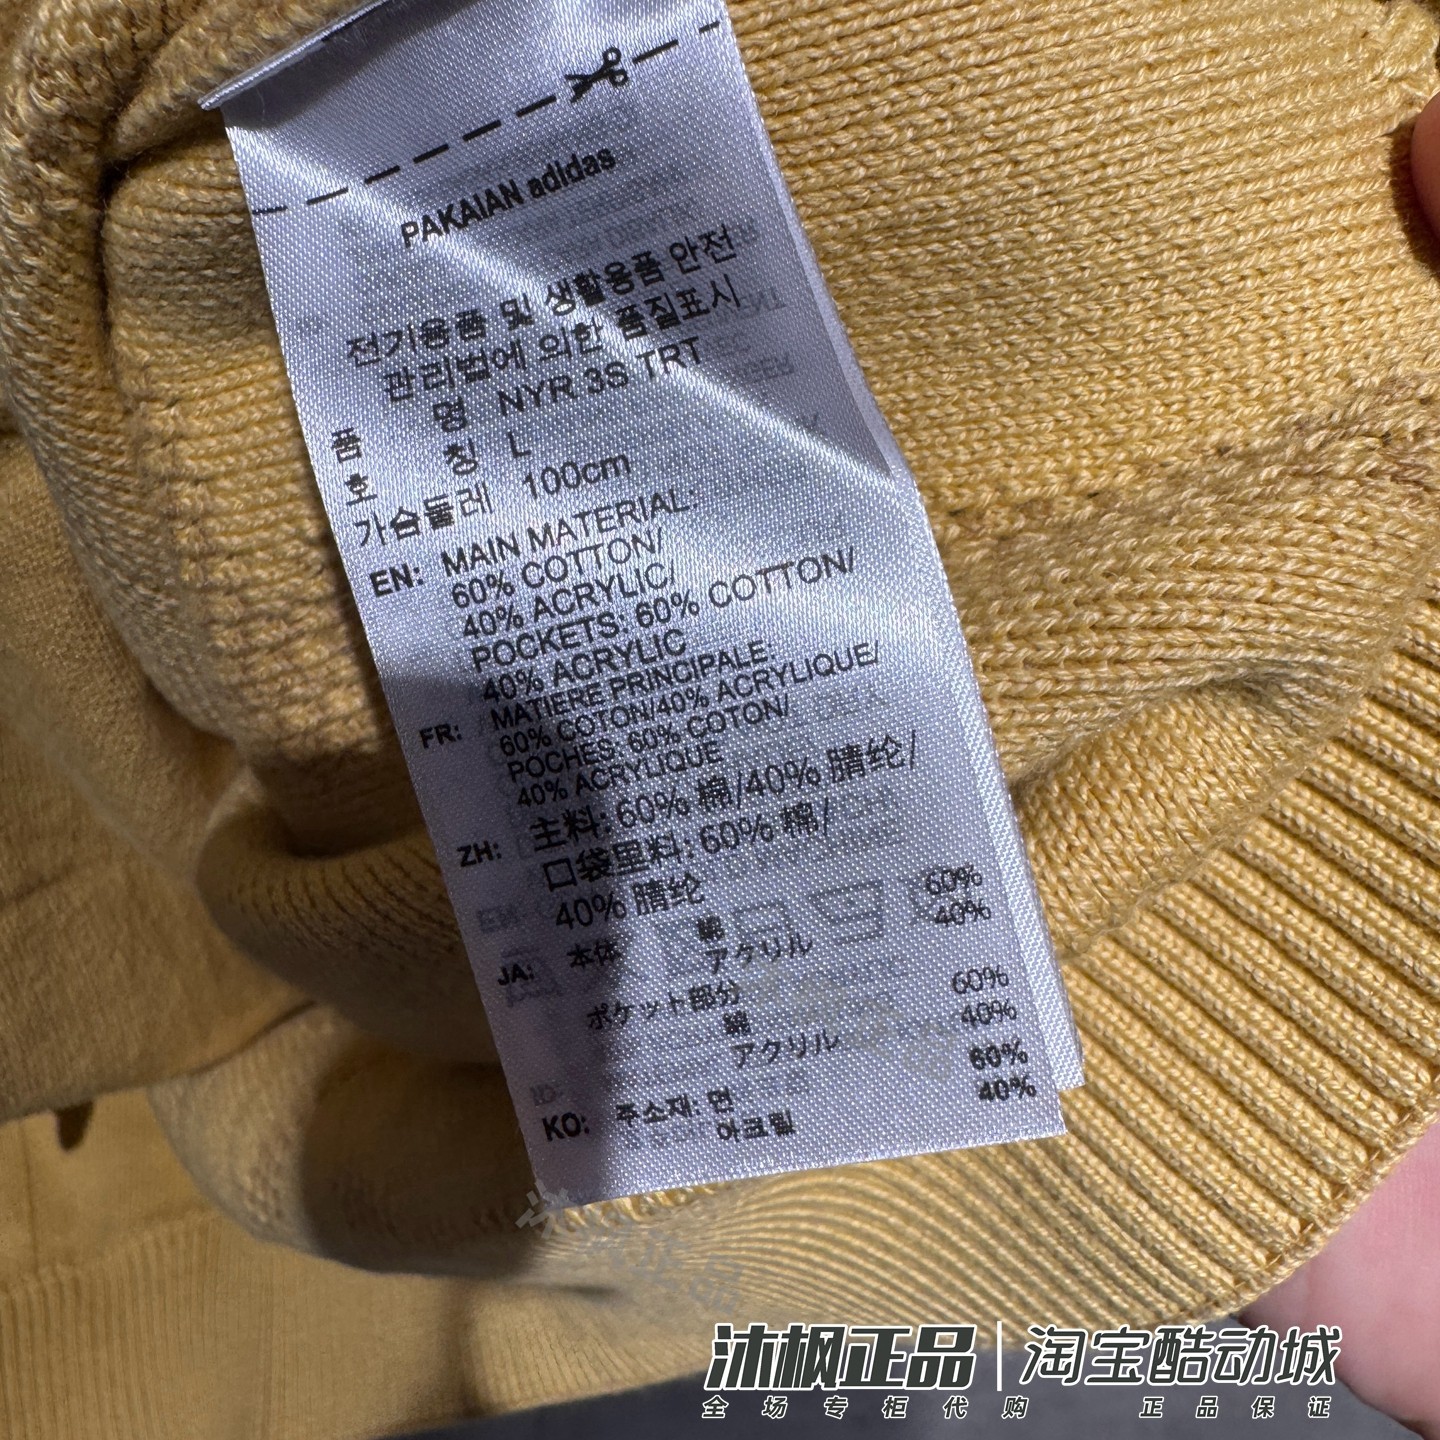 PAKAIAN adidas
전기용품 및 생활용품 안전
관리법에 의한 품질표시
품 명 NYR 3S TRT
호 칭 L
가슴둘레 100cm
EN: MAIN MATERIAL:
60% COTTON/
40% ACRYLIC/
POCKETS: 60% COTTON/
40% ACRYLIC
FR: MATIERE PRINCIPALE:
60% COTON/40% ACRYLIQUE/
POCHES: 60% COTON/
40% ACRYLIQUE
ZH: 主料: 60% 棉/40% 腈纶/
口袋里料: 60% 棉/
40% 腈纶
JA: 本体 綿 60%
アクリル 40%
ポケット部分
綿 60%
アクリル 40%
KO: 주소재: 면 60%
아크릴 40%
沐枫正品 | 淘宝酷动城
全场专柜代购 正品保证